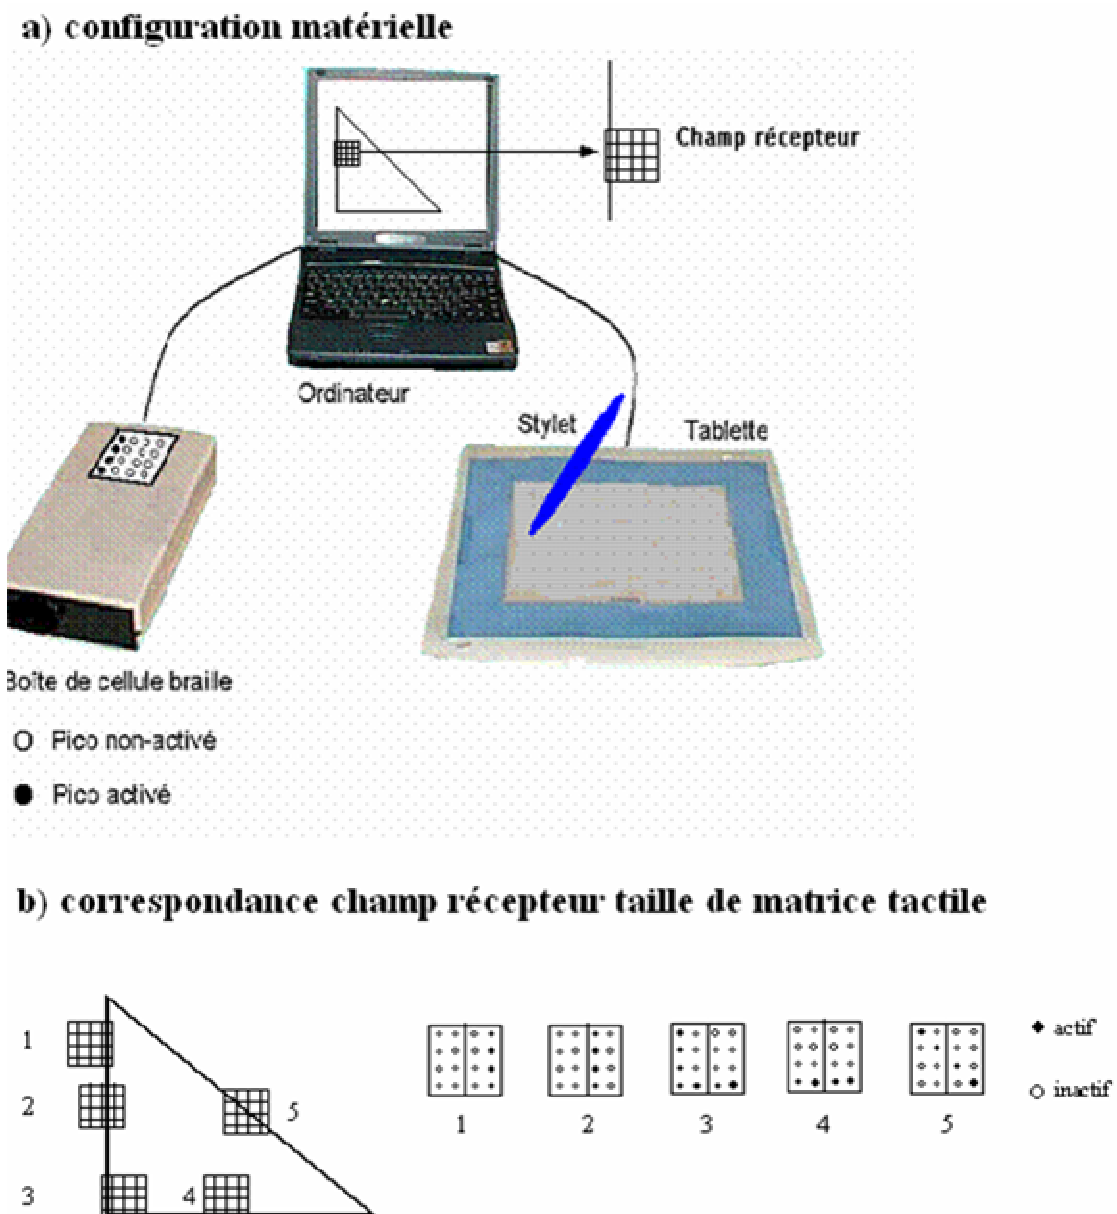 a) configuration matérielle
Champ récepteur
Ordinateur
Stylet
Tablette
Boîte de cellule braille
Pico non-activé
Pico activé
b) correspondance champ récepteur taille de matrice tactile
1
2
3
4
5
1 2 3 4 5
actif
inactif